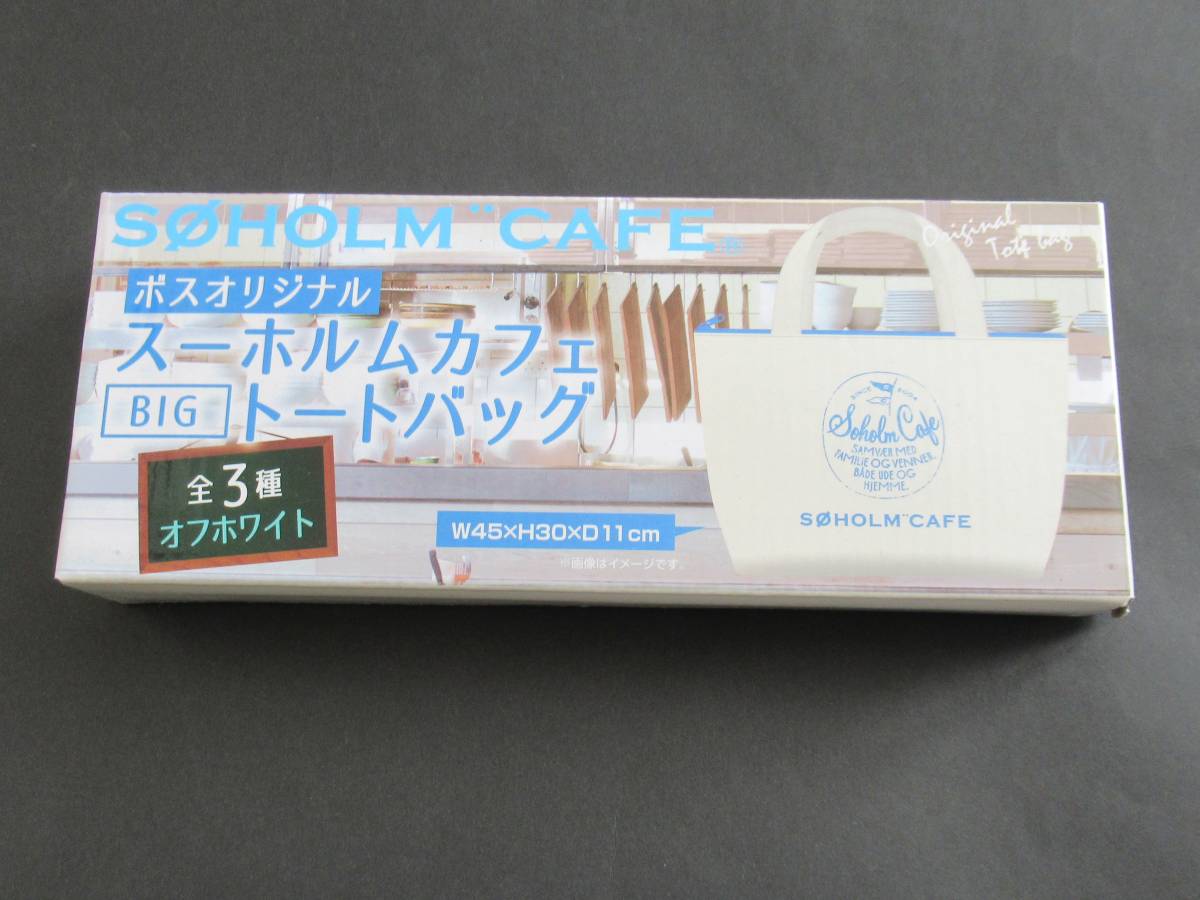 SØHOLM¨CAFE®
Original
Tote bag
ボスオリジナル
スーホルムカフェ
BIG トートバッグ
全3種
オフホワイト
W45×H30×D11cm
※画像はイメージです。
SINCE 2004
Søholm Cafe
SAMVÆR MED
FAMILIE OG VENNER.
BÅDE UDE OG
HJEMME.
SØHOLM¨CAFE